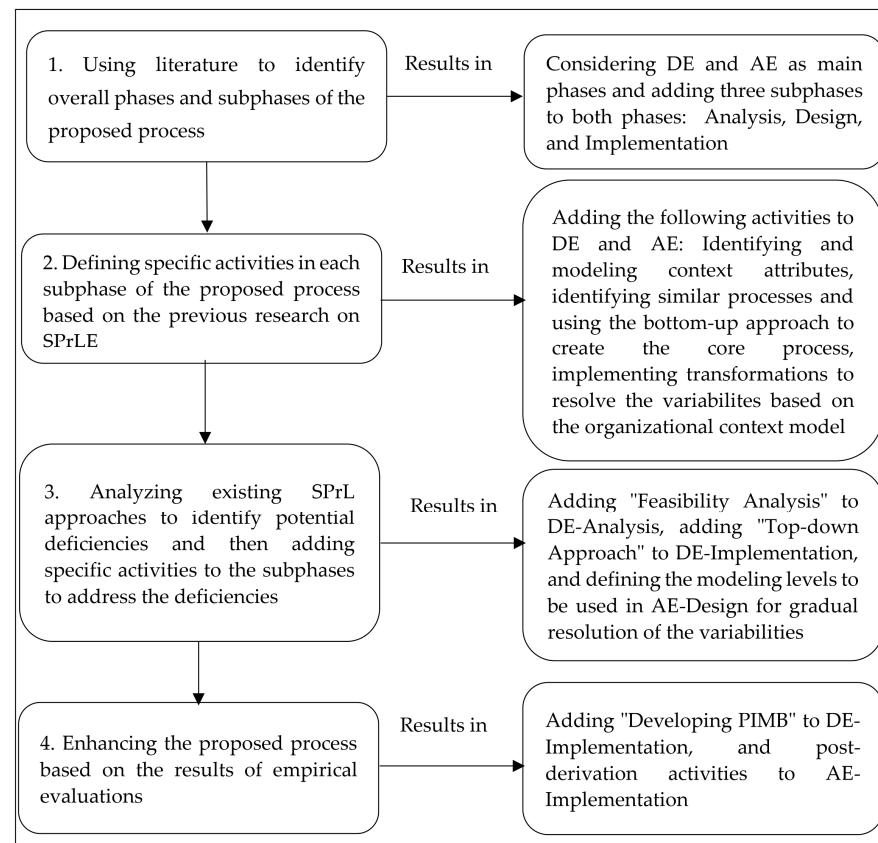 1. Using literature to identify
overall phases and subphases of the
proposed process
Results in
Considering DE and AE as main
phases and adding three subphases
to both phases: Analysis, Design,
and Implementation
2. Defining specific activities in each
subphase of the proposed process
based on the previous research on
SPrLE
Results in
Adding the following activities to
DE and AE: Identifying and
modeling context attributes,
identifying similar processes and
using the bottom-up approach to
create the core process,
implementing transformations to
resolve the variabilites based on
the organizational context model
3. Analyzing existing SPrL
approaches to identify potential
deficiencies and then adding
specific activities to the subphases
to address the deficiencies
Results in
Adding "Feasibility Analysis" to
DE-Analysis, adding "Top-down
Approach" to DE-Implementation,
and defining the modeling levels to
be used in AE-Design for gradual
resolution of the variabilities
4. Enhancing the proposed process
based on the results of empirical
evaluations
Results in
Adding "Developing PIMB" to DE-
Implementation, and post-
derivation activities to AE-
Implementation